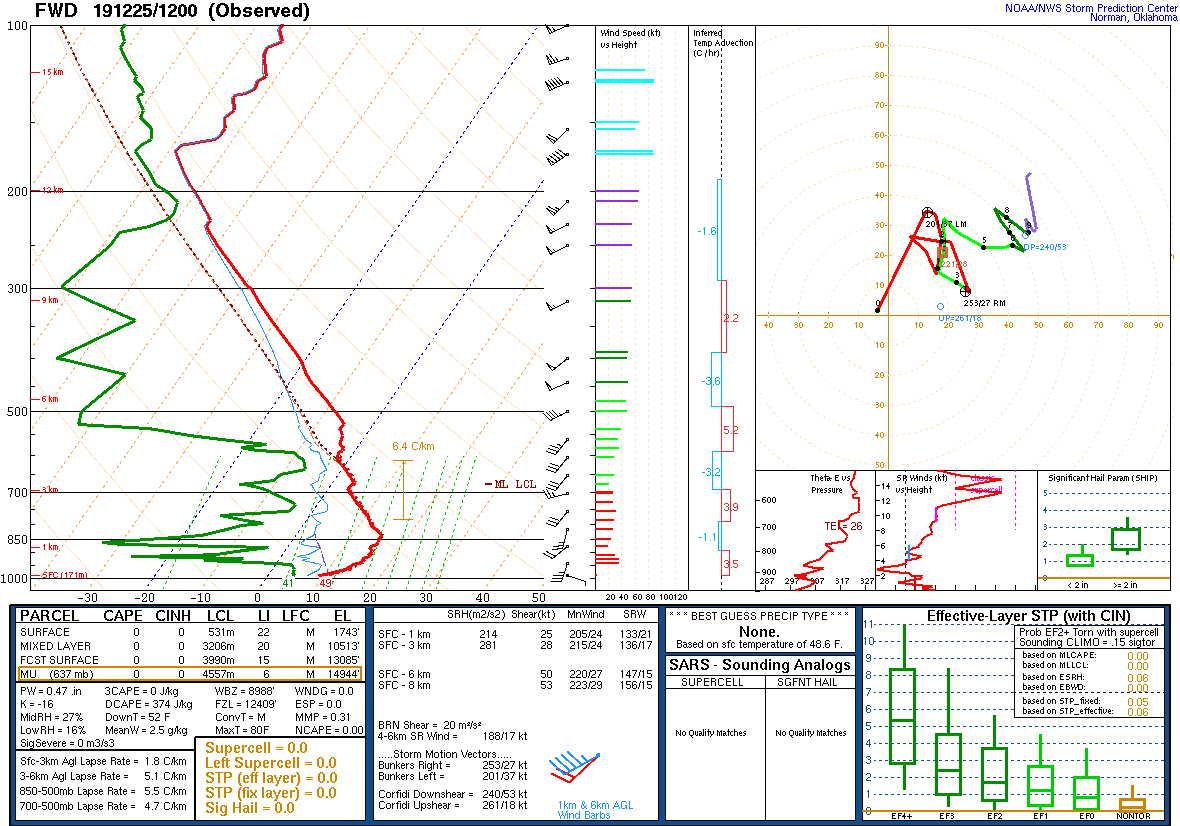 FWD 191225/1200 (Observed)
NOAA/NWS Storm Prediction Center
Norman, Oklahoma
100
200
300
400
500
700
850
1000
15 km
12 km
9 km
6 km
3 km
1 km
SFC (171m)
6.4 C/km
ML LCL
41
49
-30 -20 -10 0 10 20 30 40 50
Wind Speed (kt)
vs Height
20 40 60 80 100 120
Inferred
Temp Advection
(C /hr)
-1.6
2.2
-3.6
5.2
-3.2
3.9
-1.1
3.5
90
80
70
60
50
40
30
20
10
40 30 20 10 10 20 30 40 50 60 70 80 90
10
20
30
40
50
0
3
5
6
8
201/37 LM
221/38
253/27 RM
UP=261/18
DP=240/53
Theta-E vs
Pressure
600
700
800
900
TEI = 26
287 297 307 317 327
SR Winds (kt)
vs Height
classic
supercell
14
12
10
8
6
4
2
Significant Hail Param (SHIP)
5
4
3
2
1
0
< 2 in >= 2 in
PARCEL CAPE CINH LCL LI LFC EL
SURFACE 0 0 531m 22 M 1743'
MIXED LAYER 0 0 3206m 20 M 10513'
FCST SURFACE 0 0 3990m 15 M 13085'
MU (637 mb) 0 0 4557m 6 M 14944'
PW = 0.47 .in 3CAPE = 0 J/kg WBZ = 8988' WNDG = 0.0
K = -16 DCAPE = 374 J/kg FZL = 12409' ESP = 0.0
MidRH = 27% DownT = 52 F ConvT = M MMP = 0.31
LowRH = 16% MeanW = 2.5 g/kg MaxT = 80F NCAPE = 0.00
SigSevere = 0 m3/s3
Sfc-3km Agl Lapse Rate = 1.8 C/km
3-6km Agl Lapse Rate = 5.1 C/km
850-500mb Lapse Rate = 5.5 C/km
700-500mb Lapse Rate = 4.7 C/km
Supercell = 0.0
Left Supercell = 0.0
STP (eff layer) = 0.0
STP (fix layer) = 0.0
Sig Hail = 0.0
SRH(m2/s2) Shear(kt) MnWind SRW
SFC - 1 km 214 25 205/24 133/21
SFC - 3 km 281 28 215/24 136/17
SFC - 6 km 50 220/27 147/15
SFC - 8 km 53 223/29 156/15
BRN Shear = 20 m²/s²
4-6km SR Wind = 188/17 kt
.....Storm Motion Vectors.....
Bunkers Right = 253/27 kt
Bunkers Left = 201/37 kt
Corfidi Downshear = 240/53 kt
Corfidi Upshear = 261/18 kt
1km & 6km AGL
Wind Barbs
* * * BEST GUESS PRECIP TYPE * * *
None.
Based on sfc temperature of 48.6 F.
SARS - Sounding Analogs
SUPERCELL SGFNT HAIL
No Quality Matches No Quality Matches
Effective-Layer STP (with CIN)
11
10
9
8
7
6
5
4
3
2
1
0
Prob EF2+ Torn with supercell
Sounding CLIMO = .15 sigtor
based on MLCAPE: 0.00
based on MLLCL: 0.00
based on ESRH: 0.06
based on EBWD: 0.00
based on STP_fixed: 0.05
based on STP_effective: 0.06
EF4+ EF3 EF2 EF1 EF0 NONTOR